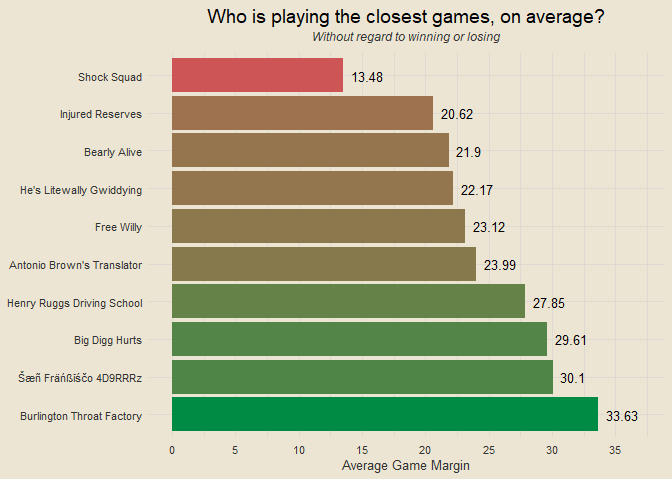 Who is playing the closest games, on average?
Without regard to winning or losing
Shock Squad 13.48
Injured Reserves 20.62
Bearly Alive 21.9
He's Litewally Gwiddying 22.17
Free Willy 23.12
Antonio Brown's Translator 23.99
Henry Ruggs Driving School 27.85
Big Digg Hurts 29.61
Šæñ Fráńßïśčo 4D9RRRz 30.1
Burlington Throat Factory 33.63
0 5 10 15 20 25 30 35
Average Game Margin